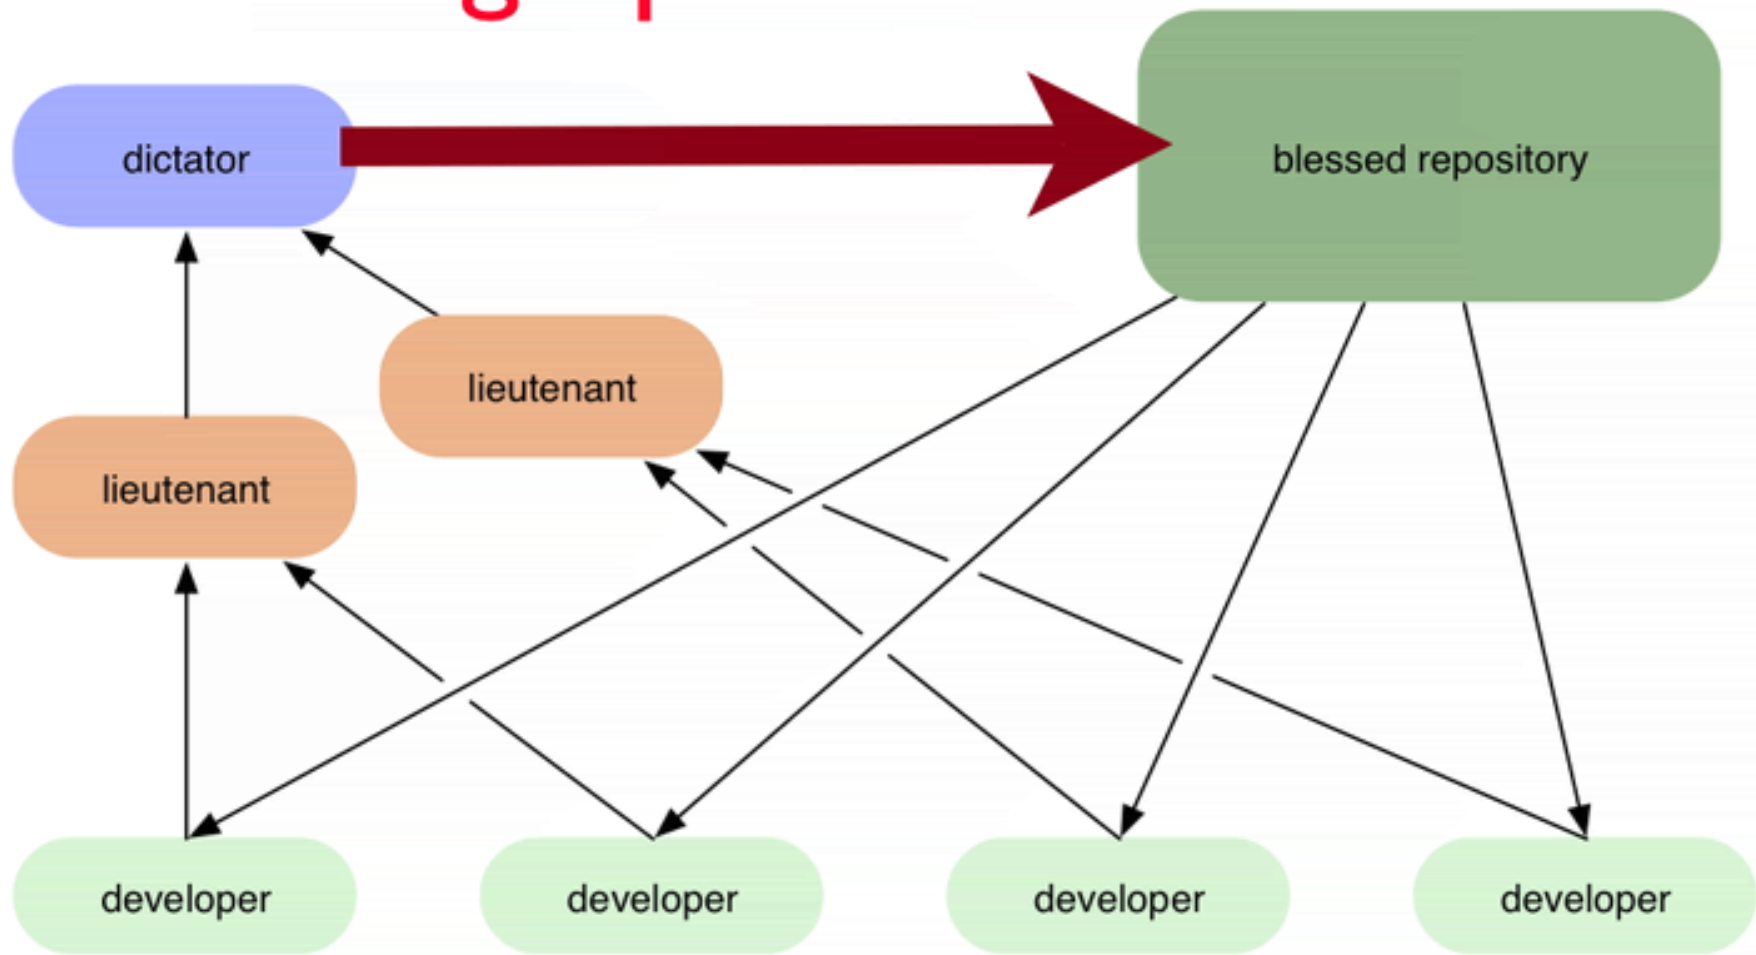 dictator
blessed repository
lieutenant
lieutenant
developer
developer
developer
developer